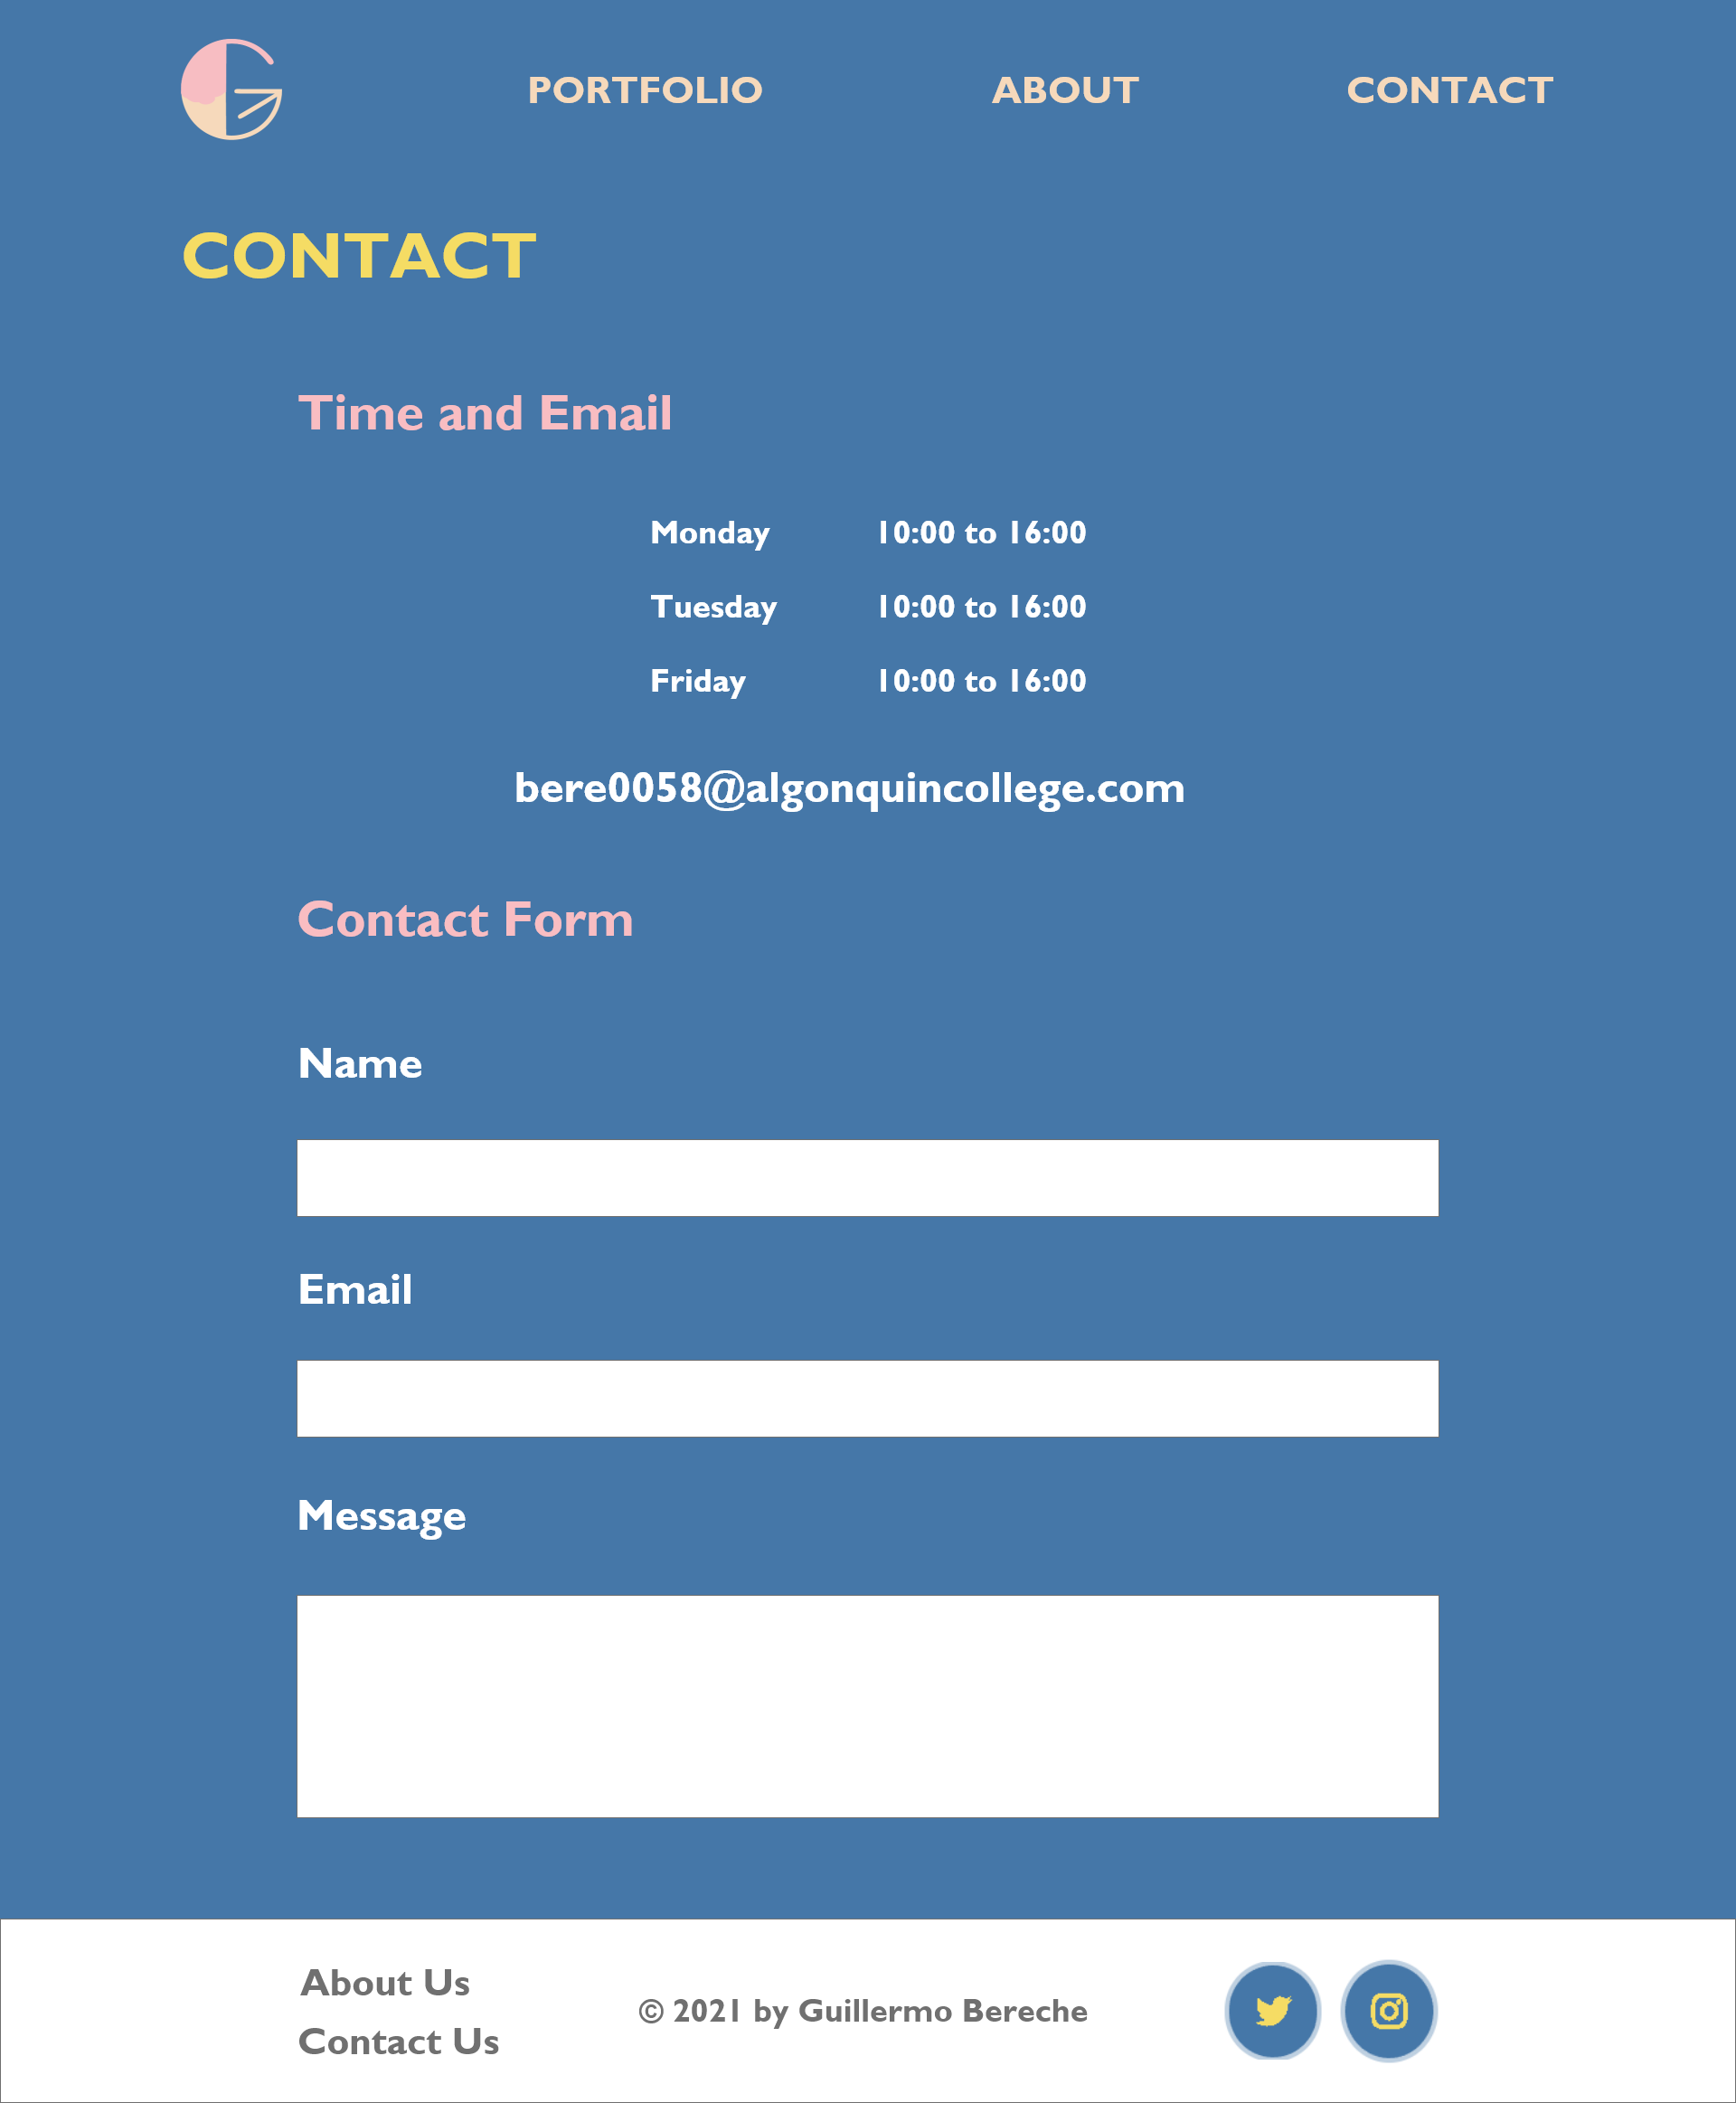 PORTFOLIO ABOUT CONTACT
CONTACT
Time and Email
Monday 10:00 to 16:00
Tuesday 10:00 to 16:00
Friday 10:00 to 16:00
bere0058@algonquincollege.com
Contact Form
Name
Email
Message
About Us
Contact Us
© 2021 by Guillermo Bereche